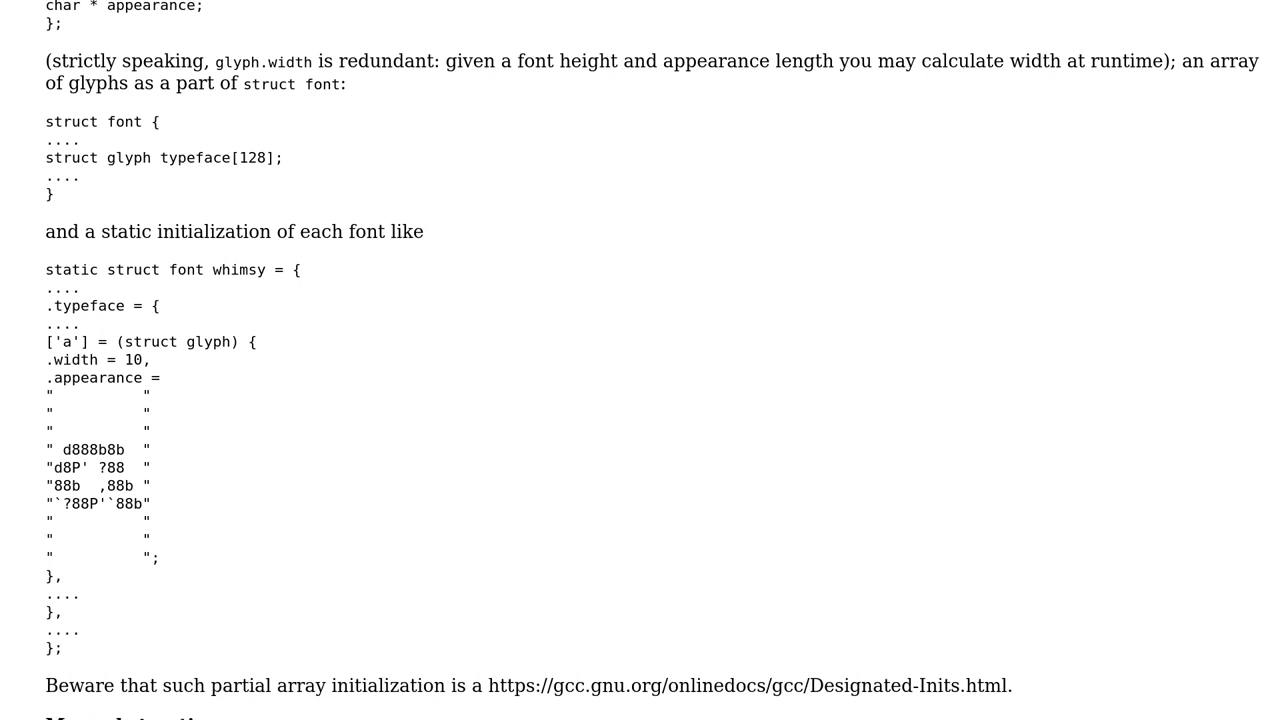 char * appearance;
};
(strictly speaking, glyph.width is redundant: given a font height and appearance length you may calculate width at runtime); an array
of glyphs as a part of struct font:
struct font {
....
struct glyph typeface[128];
....
}
and a static initialization of each font like
static struct font whimsy = {
....
.typeface = {
....
['a'] = (struct glyph) {
.width = 10,
.appearance =
"          "
"          "
"          "
" d888b8b  "
"d8P' ?88  "
"88b  ,88b "
"`?88P'`88b"
"          "
"          "
"          ";
},
....
},
....
};
Beware that such partial array initialization is a https://gcc.gnu.org/onlinedocs/gcc/Designated-Inits.html.